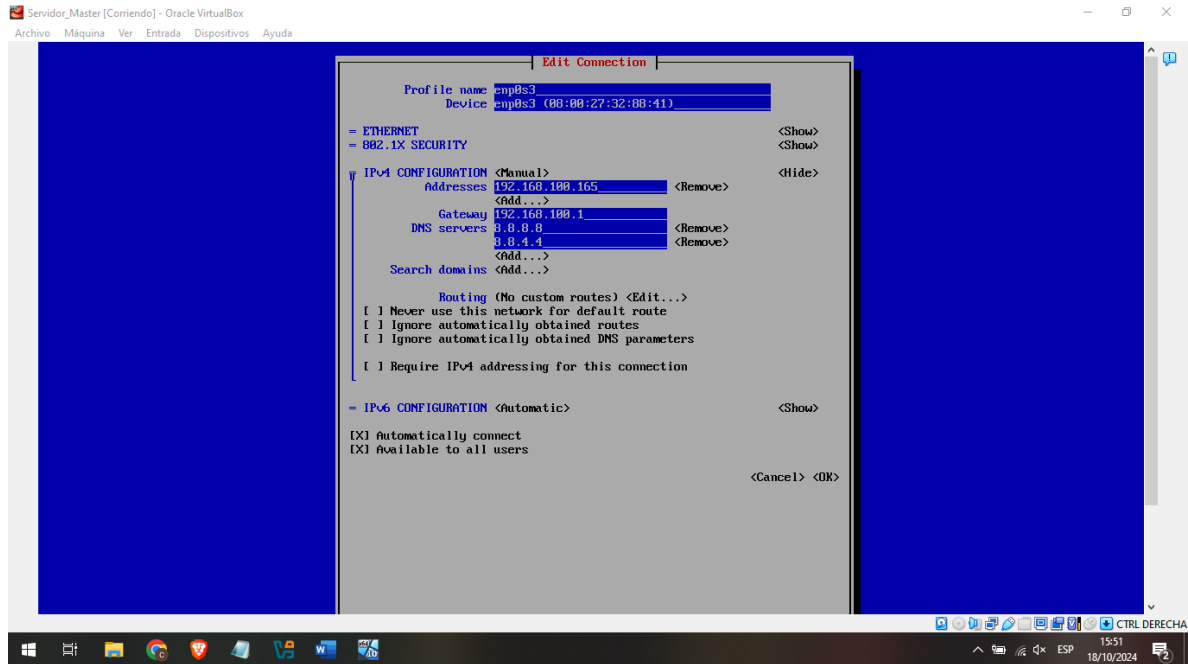 Servidor_Master [Corriendo] - Oracle VirtualBox
Archivo Máquina Ver Entrada Dispositivos Ayuda
Edit Connection
Profile name enp0s3
Device enp0s3 (08:00:27:32:88:41)
= ETHERNET <Show>
= 802.1X SECURITY <Show>
IPv4 CONFIGURATION <Manual> <Hide>
Addresses 192.168.100.165 <Remove>
<Add...>
Gateway 192.168.100.1
DNS servers 8.8.8.8 <Remove>
8.8.4.4 <Remove>
<Add...>
Search domains <Add...>
Routing (No custom routes) <Edit...>
[ ] Never use this network for default route
[ ] Ignore automatically obtained routes
[ ] Ignore automatically obtained DNS parameters
[ ] Require IPv4 addressing for this connection
= IPv6 CONFIGURATION <Automatic> <Show>
[X] Automatically connect
[X] Available to all users
<Cancel> <OK>
CTRL DERECHA
ESP
15:51
18/10/2024